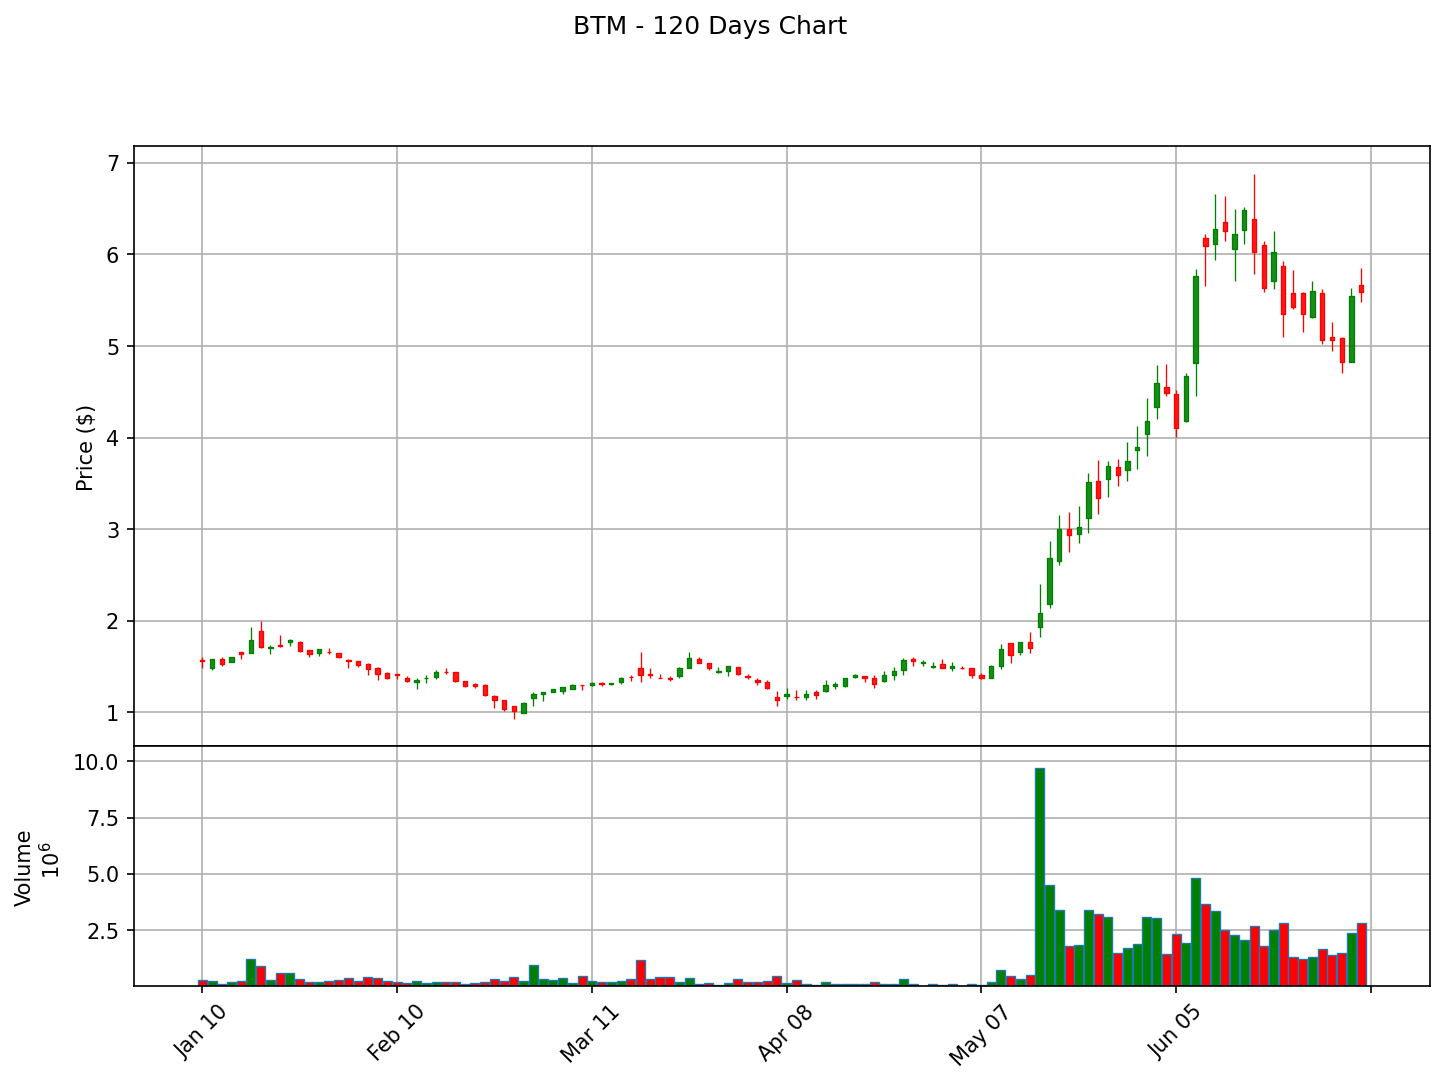 BTM - 120 Days Chart
7
6
5
4
3
2
1
Price ($)
10.0
7.5
5.0
2.5
Volume
10⁶
Jan 10
Feb 10
Mar 11
Apr 08
May 07
Jun 05